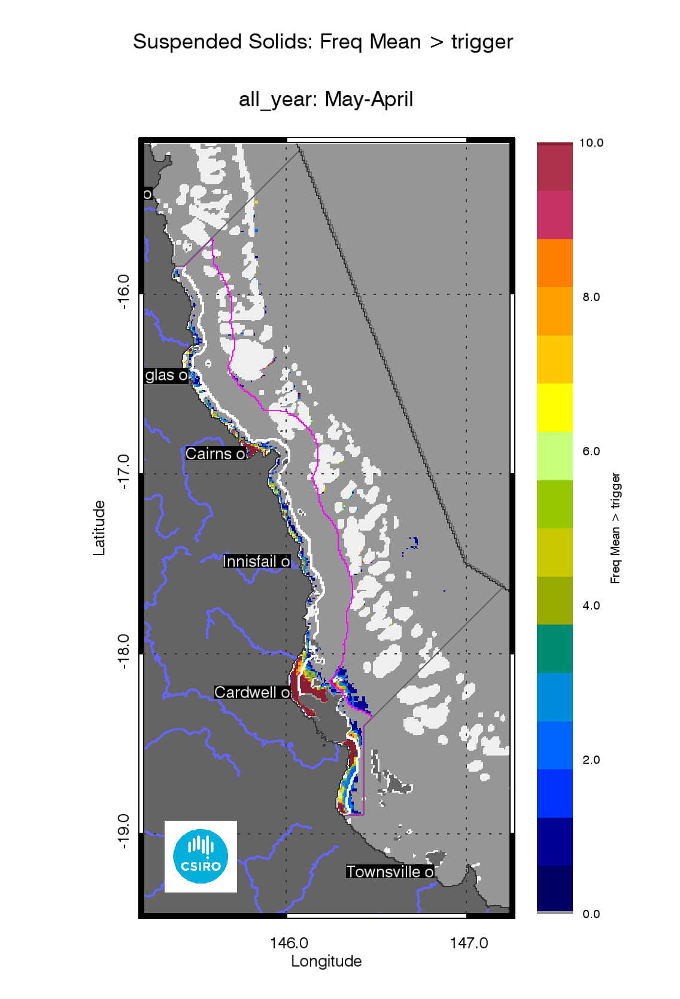 Suspended Solids: Freq Mean > trigger
all_year: May-April
10.0
8.0
6.0
4.0
2.0
0.0
Freq Mean > trigger
Latitude
-16.0
-17.0
-18.0
-19.0
o
glas o
Cairns o
Innisfail o
Cardwell o
Townsville o
CSIRO
146.0
147.0
Longitude